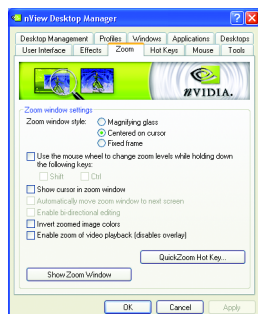 nView Desktop Manager
Desktop Management Profiles Windows Applications Desktops
User Interface Effects Zoom Hot Keys Mouse Tools
NVIDIA.
Zoom window settings
Zoom window style:
Magnifying glass
Centered on cursor
Fixed frame
Use the mouse wheel to change zoom levels while holding down
the following keys:
Shift Ctrl
Show cursor in zoom window
Automatically move zoom window to next screen
Enable bi-directional editing
Invert zoomed image colors
Enable zoom of video playback (disables overlay)
QuickZoom Hot Key...
Show Zoom Window
OK Cancel Apply